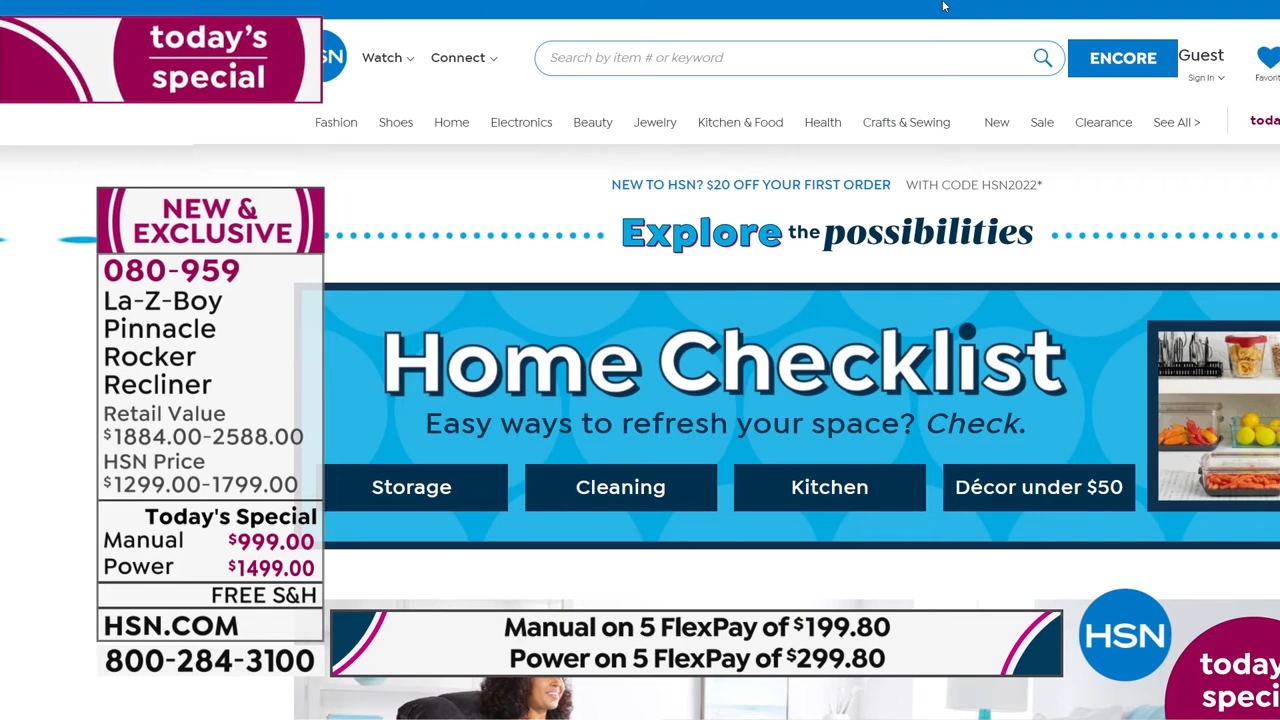 today's
special
SN
Watch
Connect
Search by item # or keyword
ENCORE
Guest
Sign In
Favorit
Fashion
Shoes
Home
Electronics
Beauty
Jewelry
Kitchen & Food
Health
Crafts & Sewing
New
Sale
Clearance
See All >
toda
NEW TO HSN? $20 OFF YOUR FIRST ORDER WITH CODE HSN2022*
Explore the possibilities
NEW &
EXCLUSIVE
080-959
La-Z-Boy
Pinnacle
Rocker
Recliner
Retail Value
$1884.00-2588.00
HSN Price
$1299.00-1799.00
Today's Special
Manual $999.00
Power $1499.00
FREE S&H
HSN.COM
800-284-3100
Home Checklist
Easy ways to refresh your space? Check.
Storage
Cleaning
Kitchen
Décor under $50
Manual on 5 FlexPay of $199.80
Power on 5 FlexPay of $299.80
HSN
today
speci